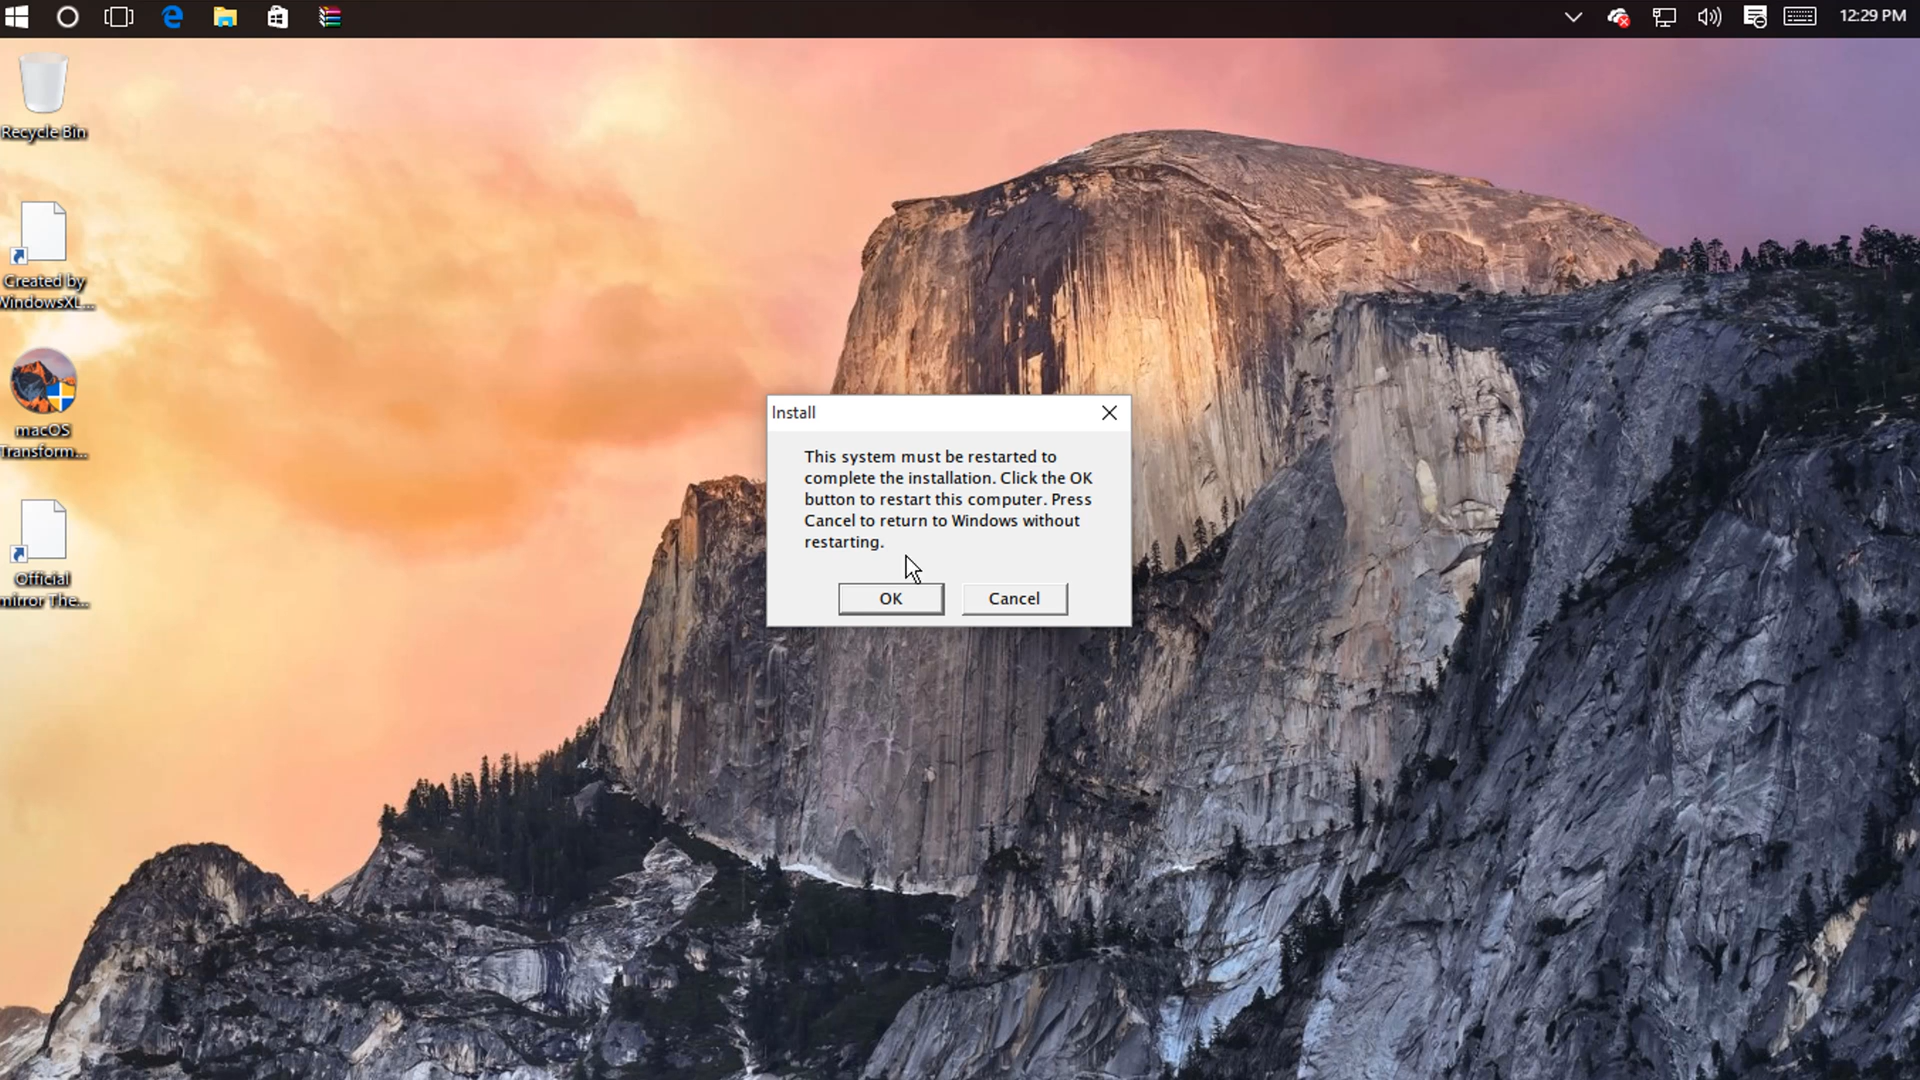 12:29 PM
Recycle Bin
Created by
WindowsXL...
macOS
Transform...
Official
mirror The...
Install
This system must be restarted to
complete the installation. Click the OK
button to restart this computer. Press
Cancel to return to Windows without
restarting.
OK
Cancel